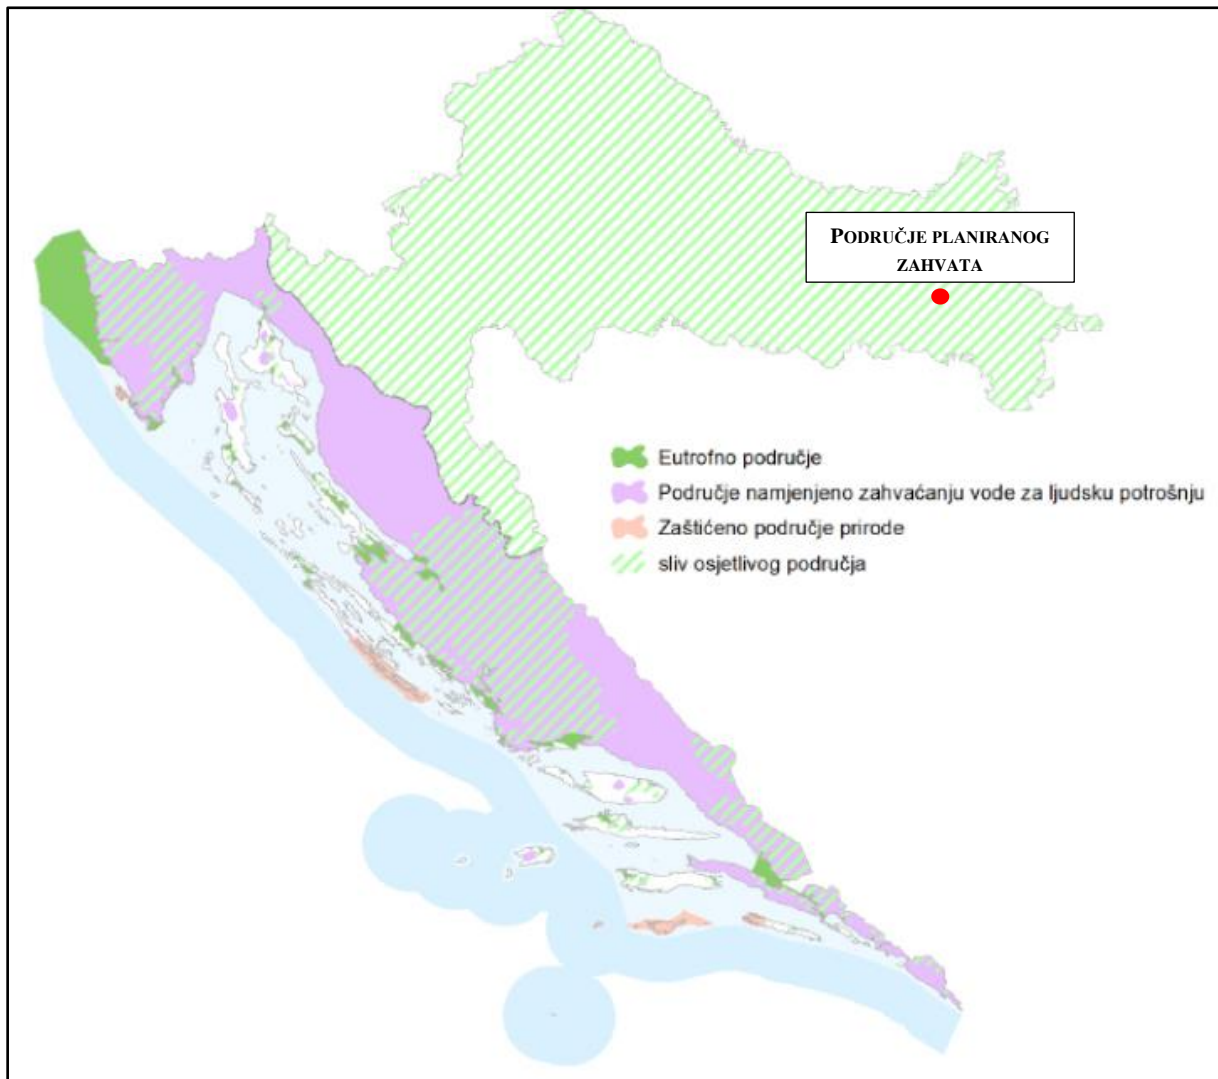 PODRUČJE PLANIRANOG
ZAHVATA
Eutrofno područje
Područje namjenjeno zahvaćanju vode za ljudsku potrošnju
Zaštićeno područje prirode
sliv osjetlivog područja